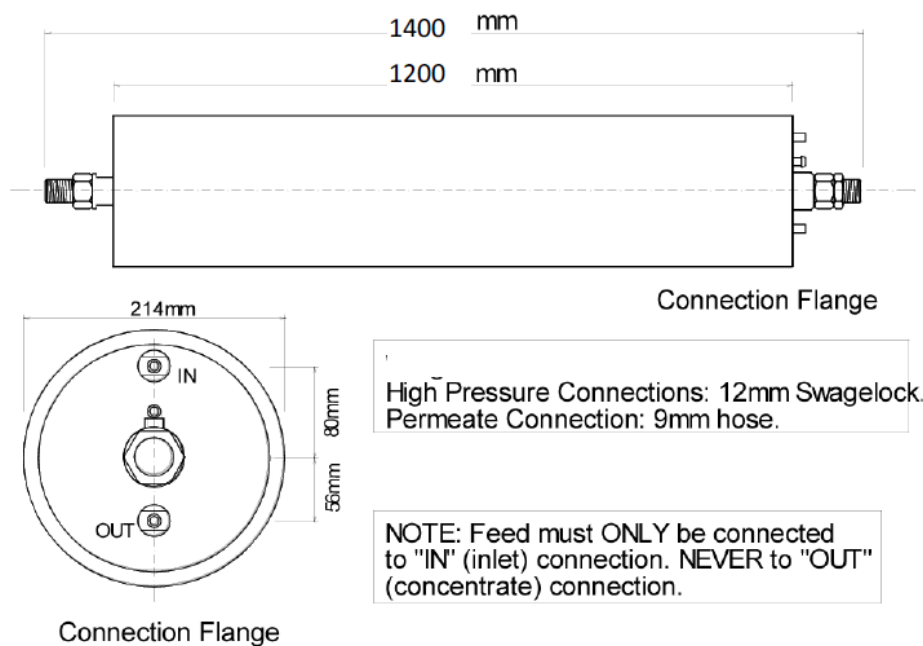 1400 mm
1200 mm
Connection Flange
214mm
IN
80mm
56mm
OUT
High Pressure Connections: 12mm Swagelock.
Permeate Connection: 9mm hose.
NOTE: Feed must ONLY be connected
to "IN" (inlet) connection. NEVER to "OUT"
(concentrate) connection.
Connection Flange